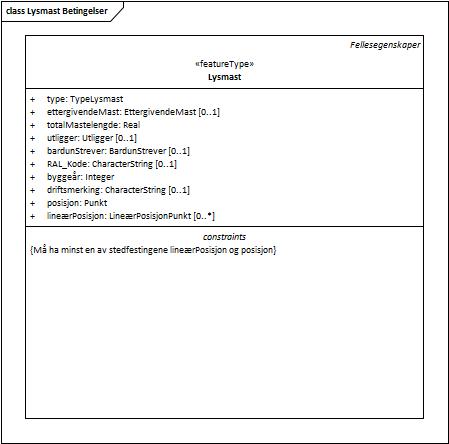 class Lysmast Betingelser
Fellesegenskaper
«featureType»
Lysmast
+ type: TypeLysmast
+ ettergivendeMast: EttergivendeMast [0..1]
+ totalMastelengde: Real
+ utligger: Utligger [0..1]
+ bardunStrever: BardunStrever [0..1]
+ RAL_Kode: CharacterString [0..1]
+ byggeår: Integer
+ driftsmerking: CharacterString [0..1]
+ posisjon: Punkt
+ lineærPosisjon: LineærPosisjonPunkt [0..*]
constraints
{Må ha minst en av stedfestingene lineærPosisjon og posisjon}